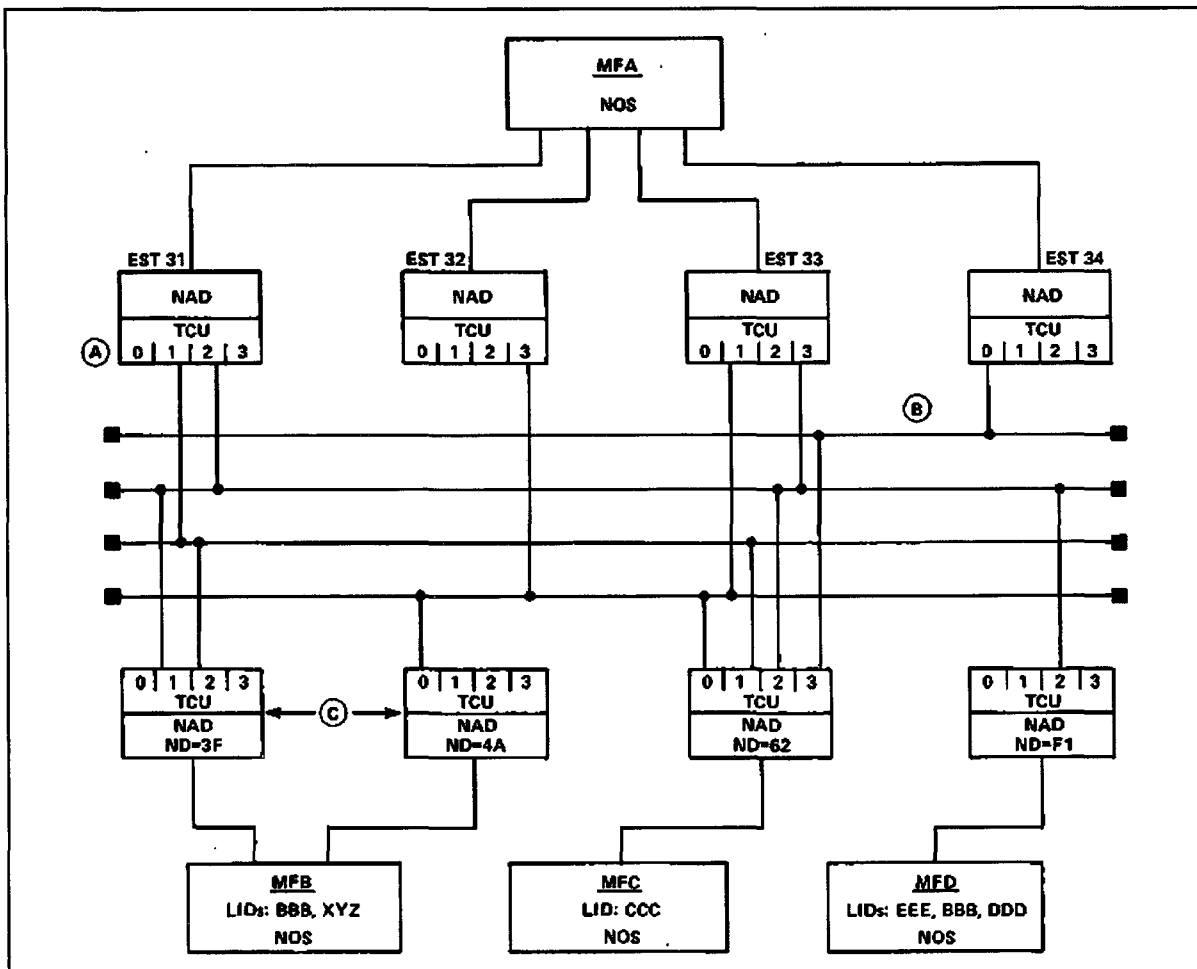 MFA
NOS
EST 31 EST 32 EST 33 EST 34
NAD NAD NAD NAD
TCU TCU TCU TCU
A 0 1 2 3 0 1 2 3 0 1 2 3 0 1 2 3
B
0 1 2 3 0 1 2 3 0 1 2 3 0 1 2 3
TCU C TCU TCU TCU
NAD NAD NAD NAD
ND=3F ND=4A ND=62 ND=F1
MFB MFC MFD
LIDs: BBB, XYZ LID: CCC LIDs: EEE, BBB, DDD
NOS NOS NOS